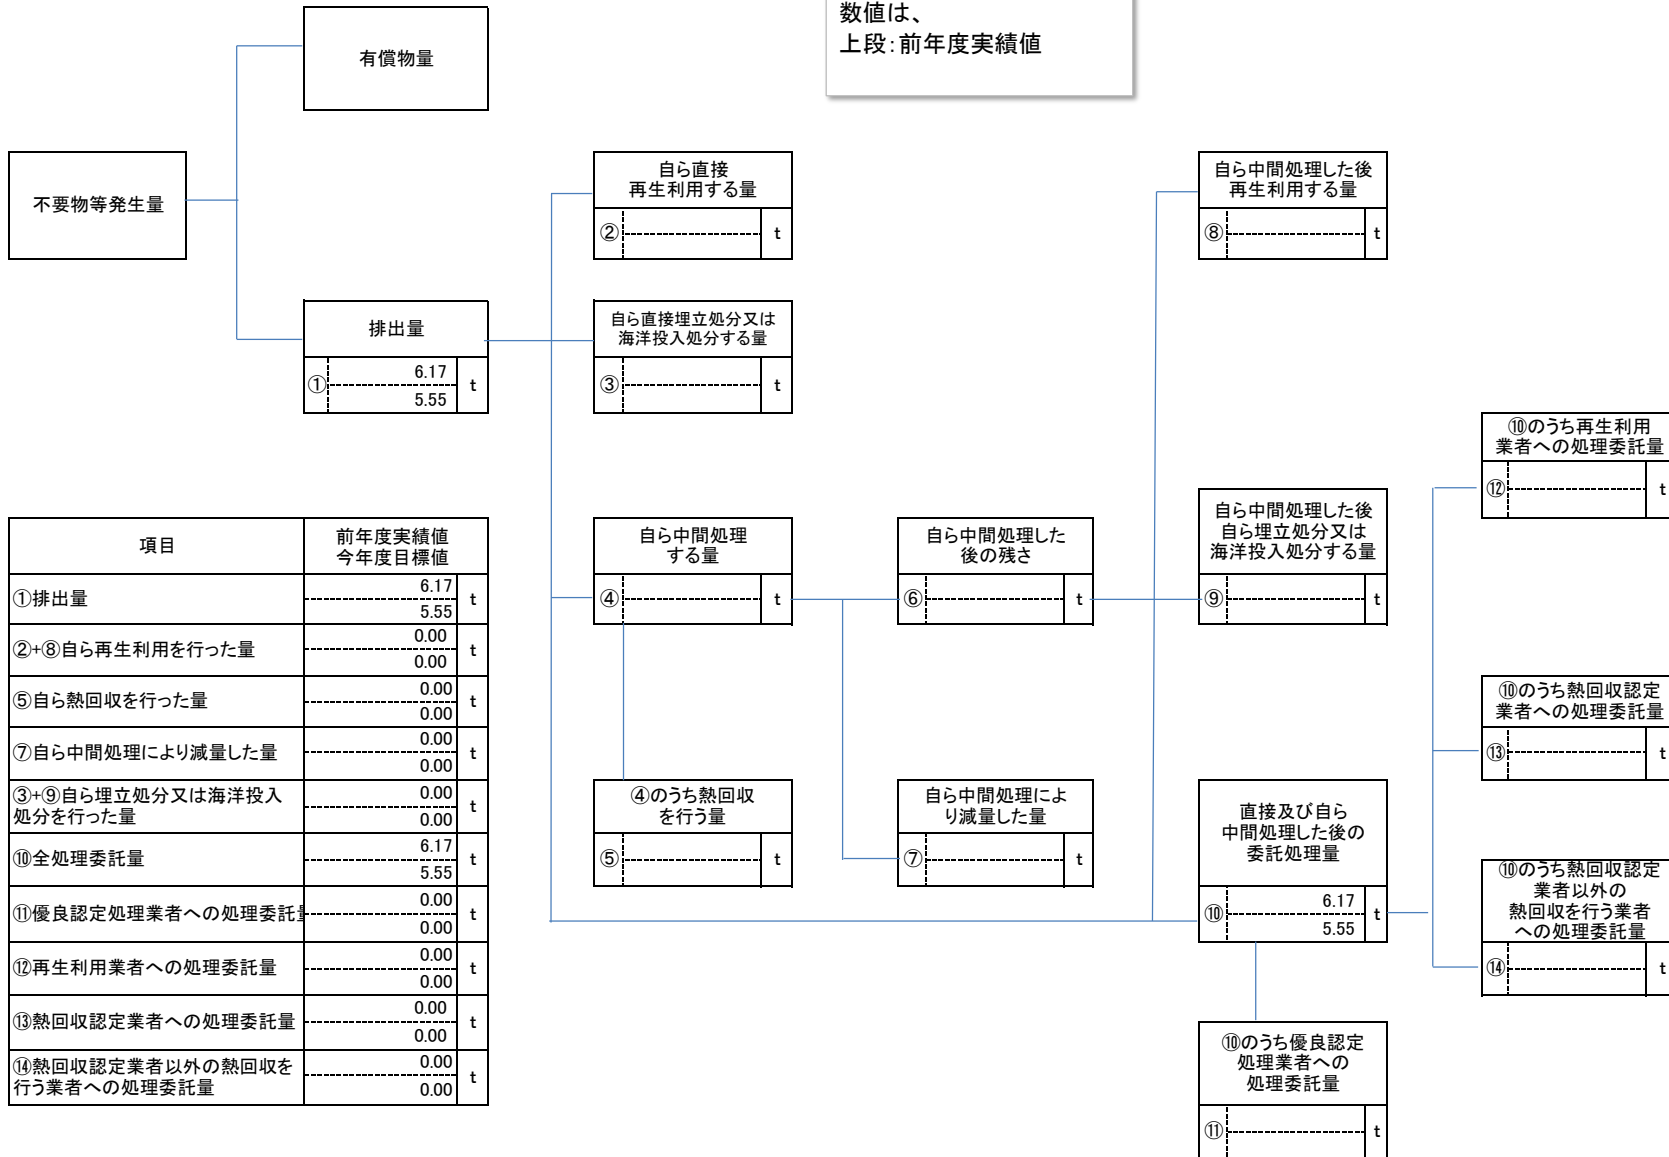 数値は、
上段：前年度実績値
有償物量
不要物等発生量
自ら直接
再生利用する量
② t
自ら中間処理した後
再生利用する量
⑧ t
排出量
① 6.17 t
5.55
自ら直接埋立処分又は
海洋投入処分する量
③ t
⑩のうち再生利用
業者への処理委託量
⑫ t
自ら中間処理
する量
④ t
自ら中間処理した
後の残さ
⑥ t
自ら中間処理した後
自ら埋立処分又は
海洋投入処分する量
⑨ t
⑩のうち熱回収認定
業者への処理委託量
⑬ t
④のうち熱回収
を行う量
⑤ t
自ら中間処理によ
り減量した量
⑦ t
直接及び自ら
中間処理した後の
委託処理量
⑩ 6.17 t
5.55
⑩のうち熱回収認定
業者以外の
熱回収を行う業者
への処理委託量
⑭ t
⑩のうち優良認定
処理業者への
処理委託量
⑪ t
項目 前年度実績値
今年度目標値
①排出量 6.17 t
5.55
②+⑧自ら再生利用を行った量 0.00 t
0.00
⑤自ら熱回収を行った量 0.00 t
0.00
⑦自ら中間処理により減量した量 0.00 t
0.00
③+⑨自ら埋立処分又は海洋投入 0.00 t
処分を行った量 0.00
⑩全処理委託量 6.17 t
5.55
⑪優良認定処理業者への処理委託 0.00 t
0.00
⑫再生利用業者への処理委託量 0.00 t
0.00
⑬熱回収認定業者への処理委託量 0.00 t
0.00
⑭熱回収認定業者以外の熱回収を 0.00 t
行う業者への処理委託量 0.00